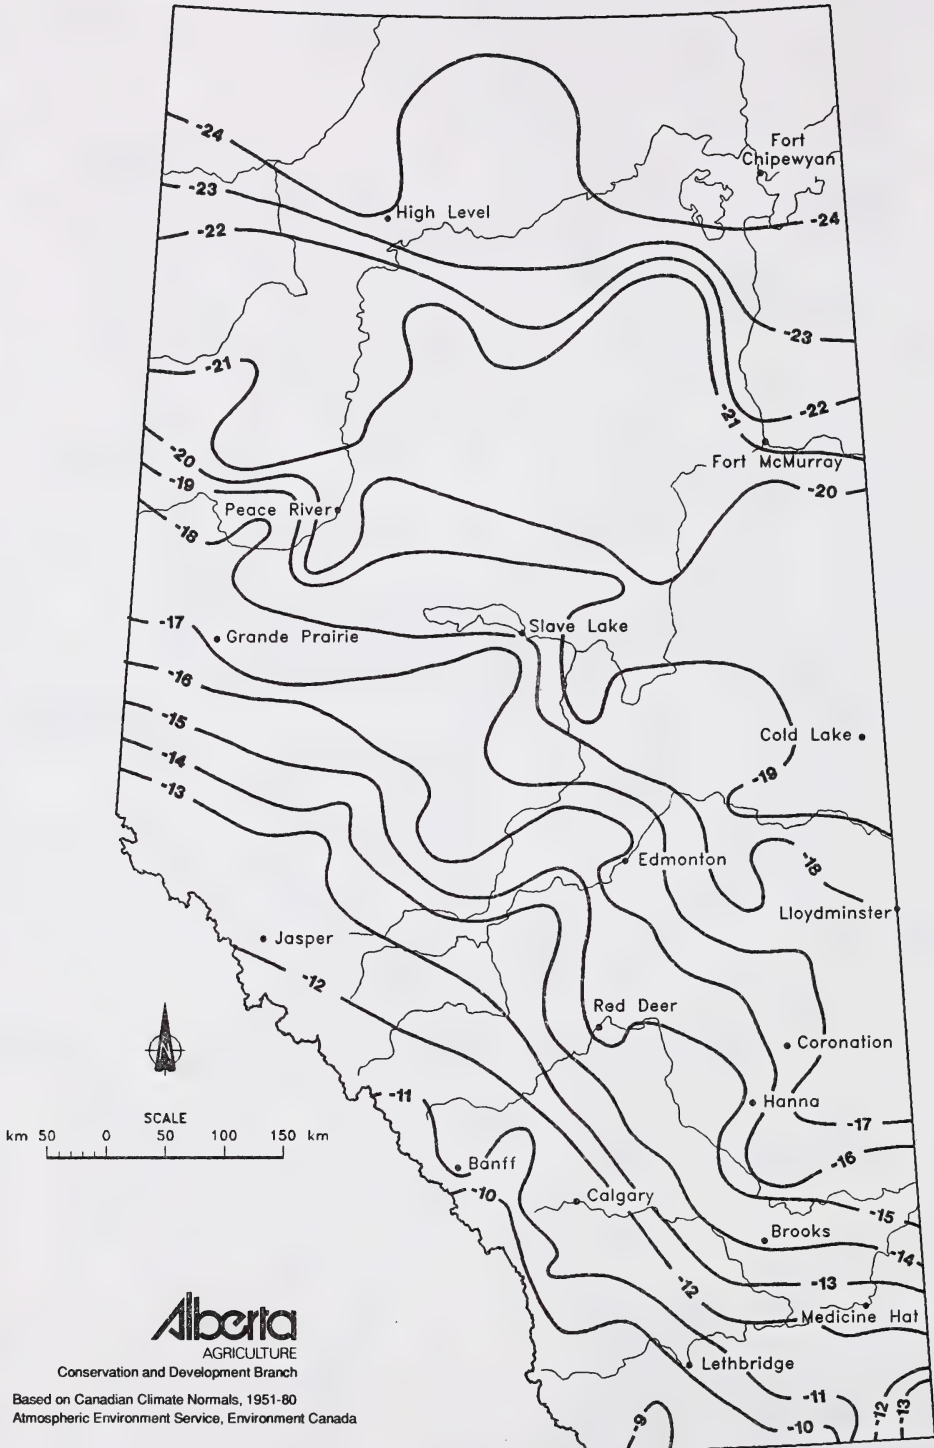 -24
Fort
Chipewyan
-23
High Level
-24
-22
-23
-21
-22
-21
-20
Fort McMurray
-19
-20
Peace River
-18
-17
Grande Prairie
Slave Lake
-16
-15
Cold Lake
-14
-19
-13
Edmonton
-18
Lloydminster
Jasper
-12
Red Deer
Coronation
-11
Hanna
SCALE
-17
km 50 0 50 100 150 km
-16
Banff
-10
Calgary
-15
Brooks
-14
-12
-13
Medicine Hat
Alberta
AGRICULTURE
Lethbridge
Conservation and Development Branch
-11
-12
-13
Based on Canadian Climate Normals, 1951-80
-9
-10
Atmospheric Environment Service, Environment Canada